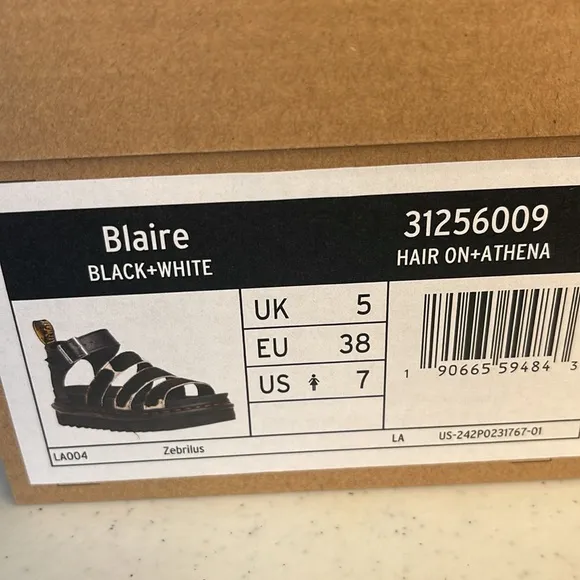 Blaire
BLACK+WHITE
31256009
HAIR ON+ATHENA
UK 5
EU 38
US 7
1 90665 59484 3
LA004 Zebrilus LA US-242P0231767-01